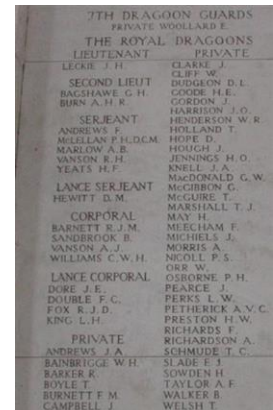 7TH DRAGOON GUARDS
PRIVATE WOOLLARD E.
THE ROYAL DRAGOONS
LIEUTENANT
LECKIE J. H.
SECOND LIEUT
BAGSHAWE G. H.
BURN A. H. R.
SERJEANT
ANDREWS F.
McLELLAN P. H., D.C.M.
MARLOW A. B.
VANSON R. H.
YEATS H. F.
LANCE SERJEANT
HEWITT D. M.
CORPORAL
BARNETT R. J. M.
SANDBROOK B.
VANSON A. J.
WILLIAMS C. W. H.
LANCE CORPORAL
DORE J. E.
DOUBLE F. C.
FOX R. J. D.
KING L. H.
PRIVATE
ANDREWS J. A.
BAINBRIGGE W. H.
BARKER R.
BOYLE T.
BURNETT F. M.
CAMPBELL J.
PRIVATE
CLARKE J.
CLIFF W.
DUDGEON D. I.
GOODE H. E.
GORDON J.
HARRISON J. O.
HENDERSON W. R.
HOLLAND T.
HOPE D.
HOUGH J.
JENNINGS H. O.
KNELL J. A.
MacDONALD G. W.
McGIBBON G.
McGUIRE T.
MARSHALL T. J.
MAY H.
MEECHAM F.
MICHIELS J.
MORRIS A.
NICOLL P. S.
ORR W.
OSBORNE P. H.
PEARCE J.
PERKS L. W.
PETHERICK A. V. C.
PRESTON H. W.
RICHARDS F.
RICHARDSON A.
SCHMUDE T. C.
SLADE F. J.
SOWDEN H.
TAYLOR A. F.
WALKER B.
WELSH T.